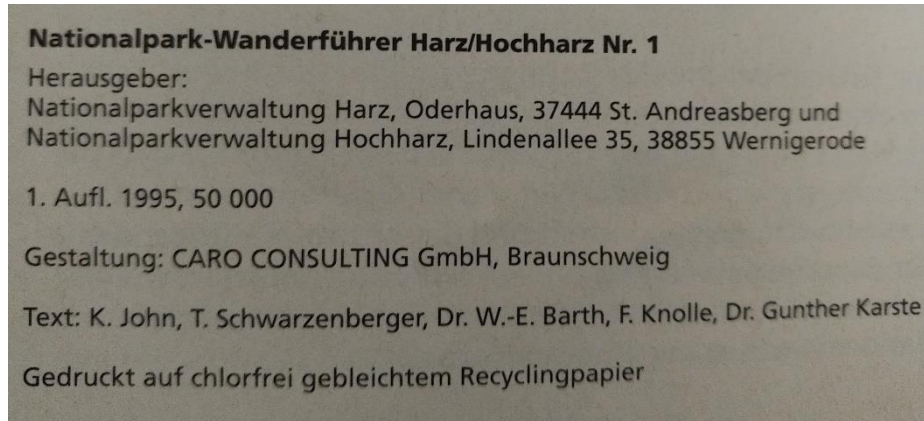 Nationalpark-Wanderführer Harz/Hochharz Nr. 1
Herausgeber:
Nationalparkverwaltung Harz, Oderhaus, 37444 St. Andreasberg und
Nationalparkverwaltung Hochharz, Lindenallee 35, 38855 Wernigerode
1. Aufl. 1995, 50 000
Gestaltung: CARO CONSULTING GmbH, Braunschweig
Text: K. John, T. Schwarzenberger, Dr. W.-E. Barth, F. Knolle, Dr. Gunther Karste
Gedruckt auf chlorfrei gebleichtem Recyclingpapier